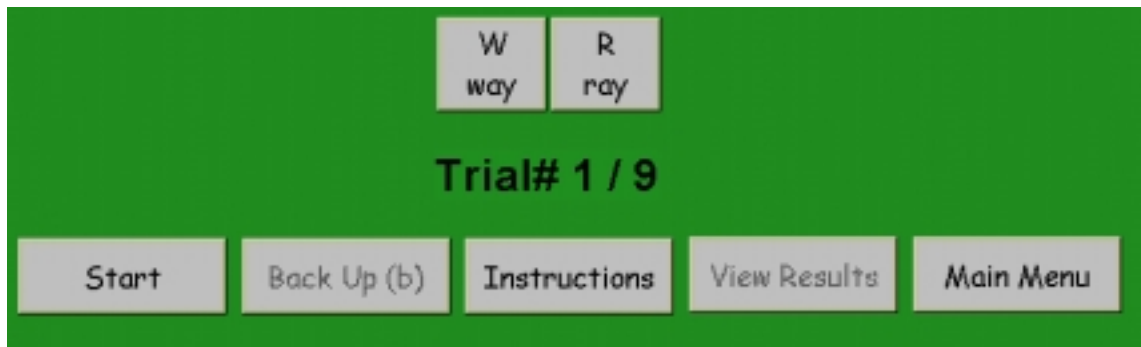 W R
way ray
Trial# 1 / 9
Start Back Up (b) Instructions View Results Main Menu